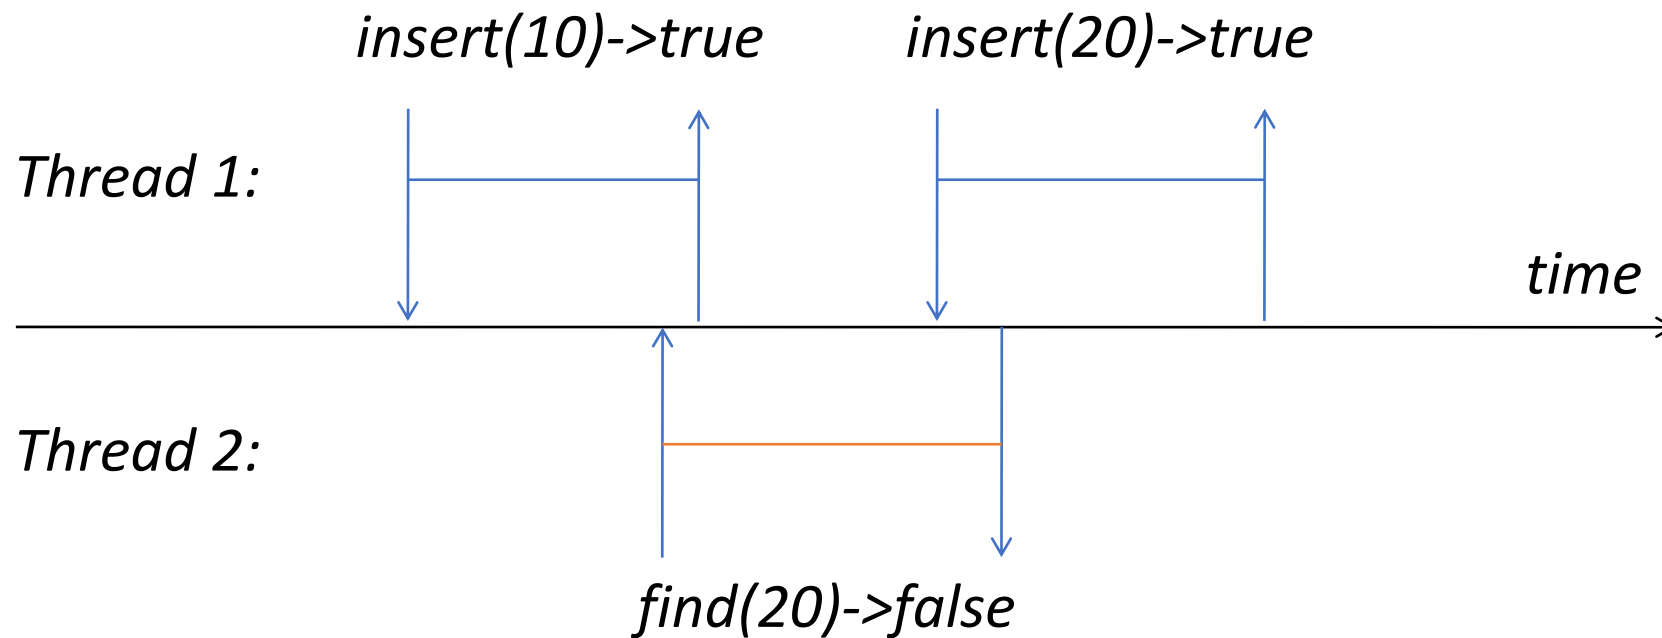 insert(10)->true insert(20)->true
Thread 1:
time
Thread 2:
find(20)->false